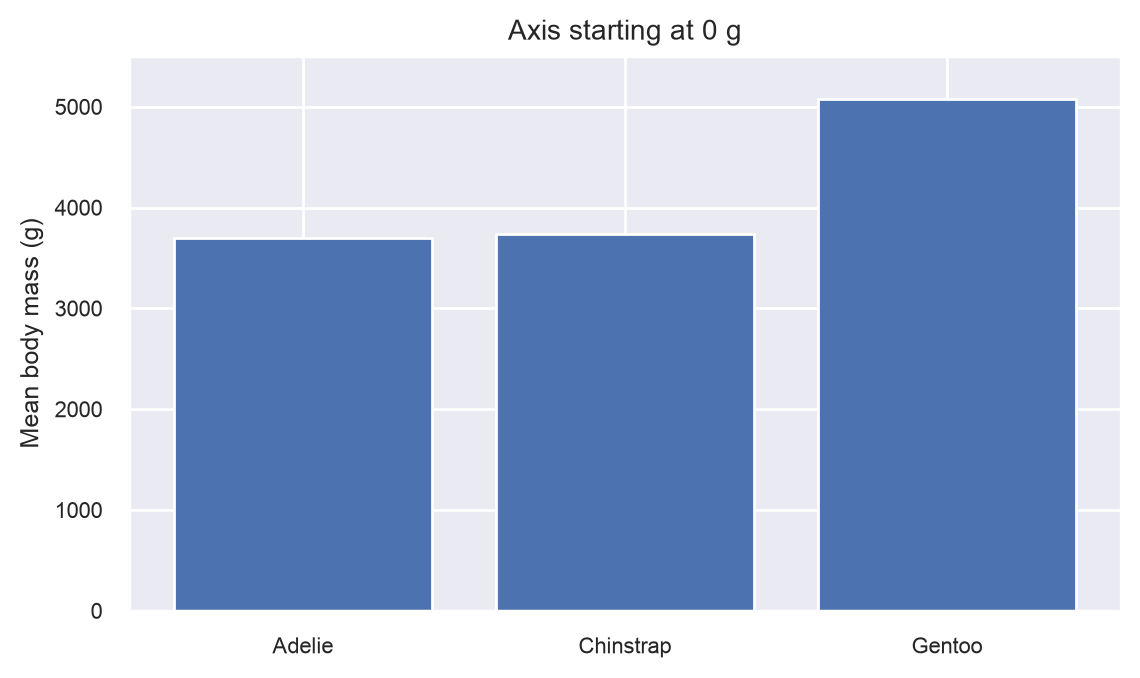 Axis starting at 0 g
Mean body mass (g)
5000
4000
3000
2000
1000
0
Adelie
Chinstrap
Gentoo